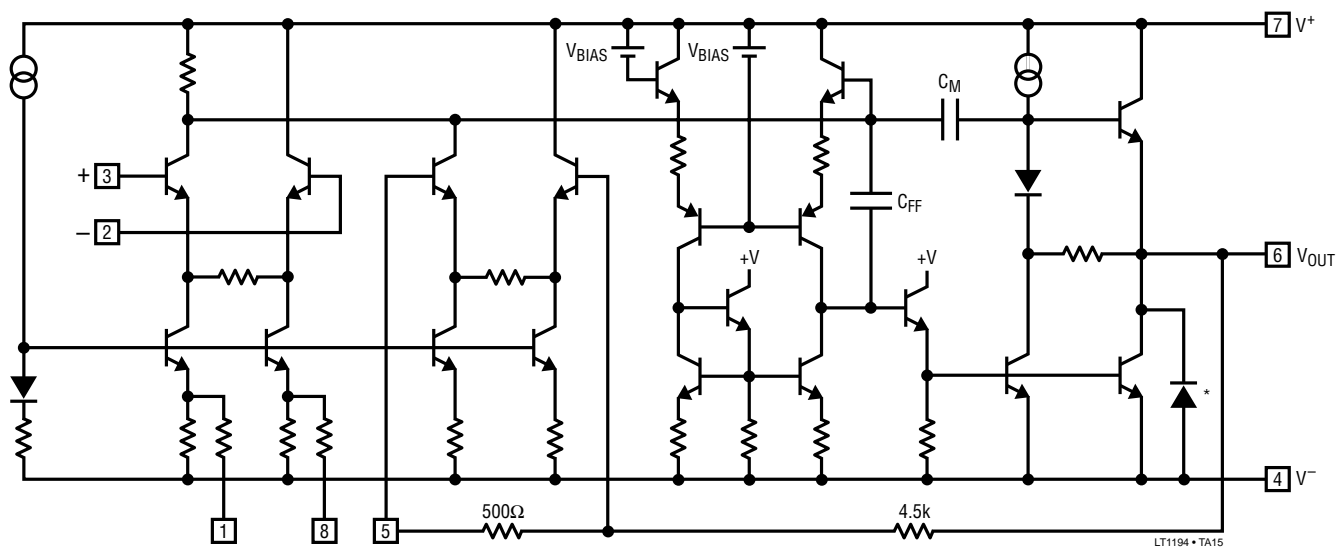 7 V+
VBIAS
VBIAS
CM
+ 3
CFF
− 2
+V
+V
6 VOUT
*
4 V−
500Ω
4.5k
1
8
5
LT1194 • TA15